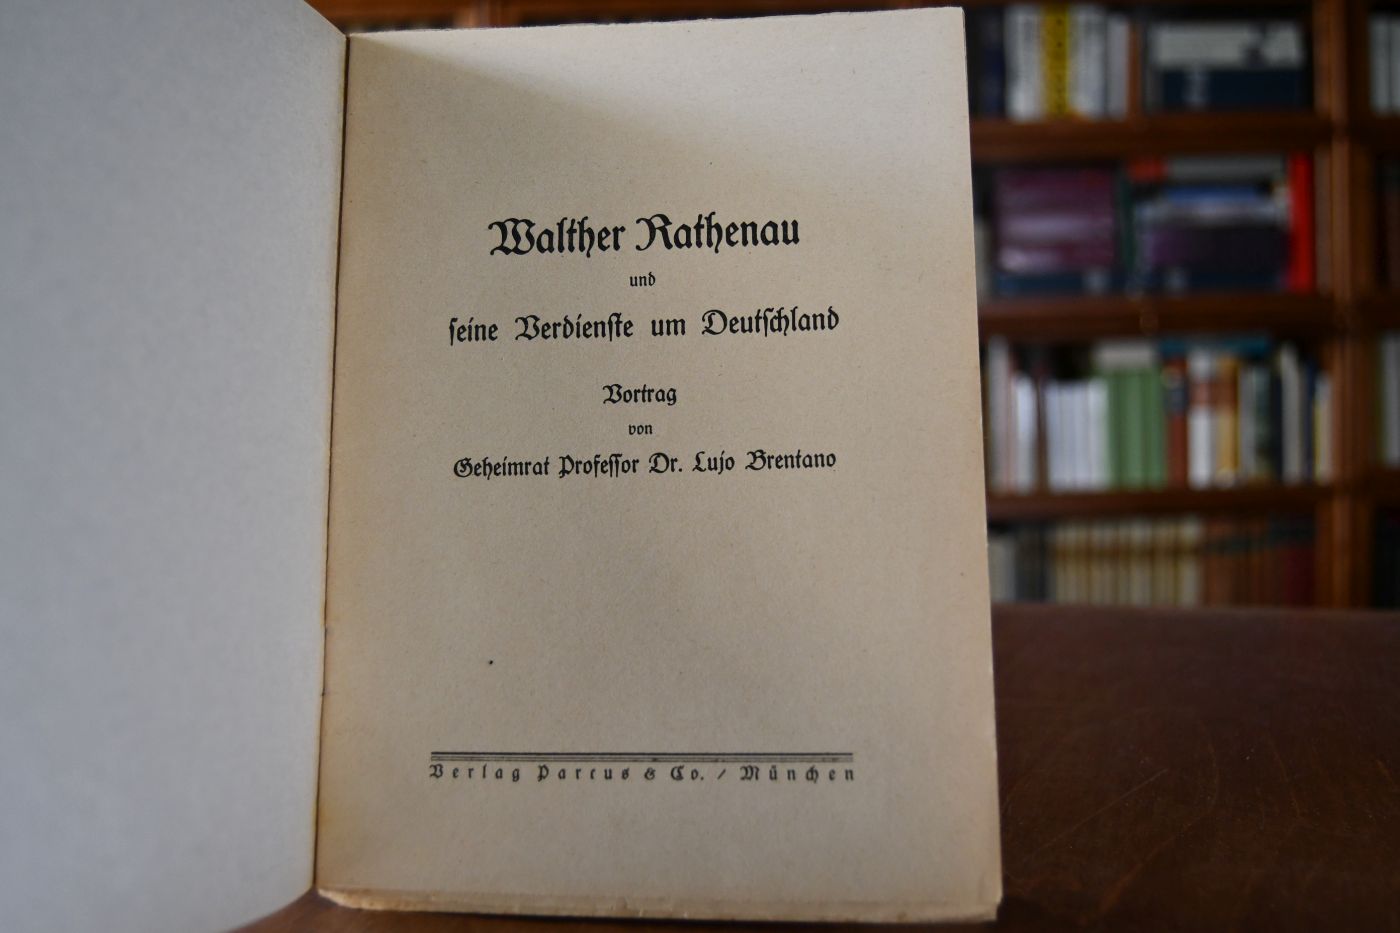 Walther Rathenau
und
seine Verdienste um Deutschland
Vortrag
von
Geheimrat Professor Dr. Lujo Brentano
Verlag Parcus & Co. / München